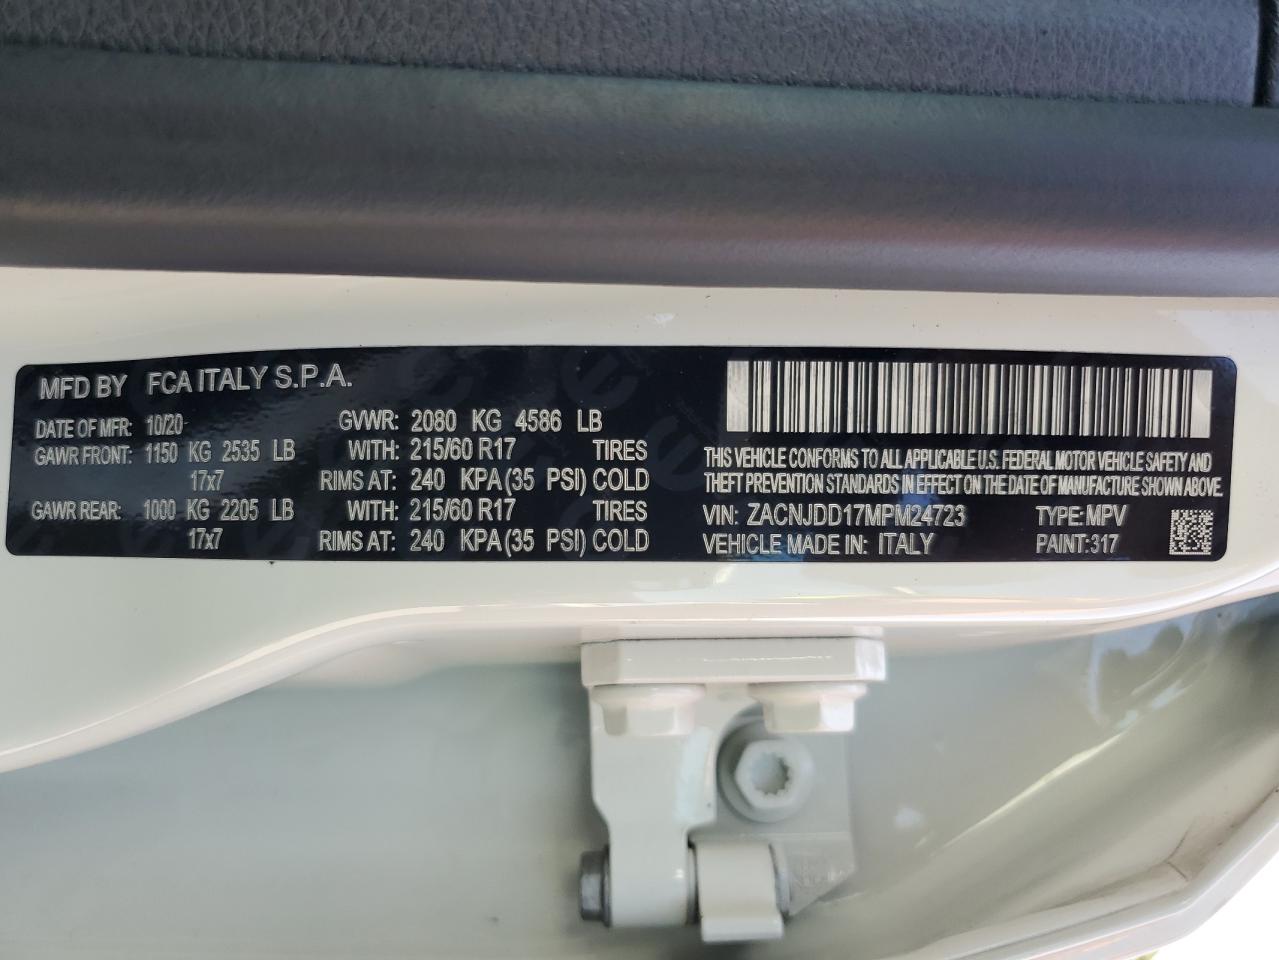 MFD BY FCA ITALY S.P.A.
DATE OF MFR: 10/20 GVWR: 2080 KG 4586 LB
GAWR FRONT: 1150 KG 2535 LB WITH: 215/60 R17 TIRES
17x7 RIMS AT: 240 KPA (35 PSI) COLD
GAWR REAR: 1000 KG 2205 LB WITH: 215/60 R17 TIRES
17x7 RIMS AT: 240 KPA (35 PSI) COLD
THIS VEHICLE CONFORMS TO ALL APPLICABLE U.S. FEDERAL MOTOR VEHICLE SAFETY AND
THEFT PREVENTION STANDARDS IN EFFECT ON THE DATE OF MANUFACTURE SHOWN ABOVE.
VIN: ZACNJDD17MPM24723 TYPE: MPV
VEHICLE MADE IN: ITALY PAINT: 317